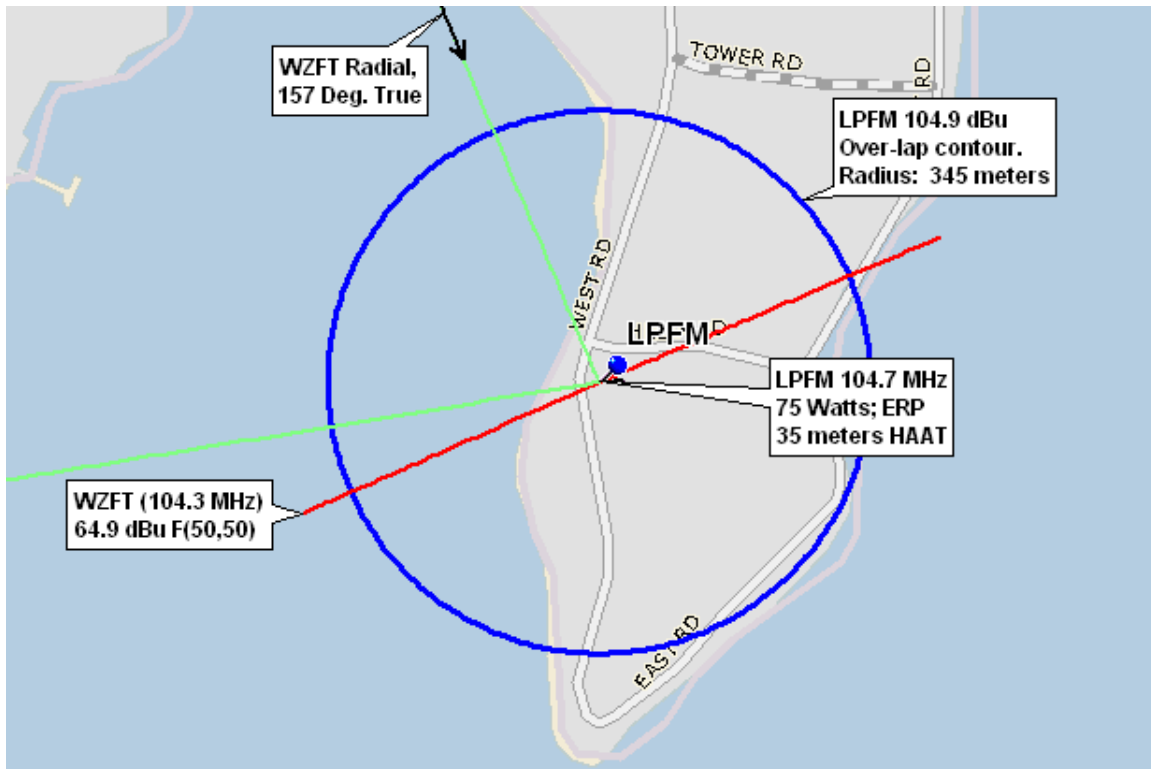 TOWER RD
RD
WZFT Radial,
157 Deg. True
LPFM 104.9 dBu
Over-lap contour.
Radius: 345 meters
WEST RD
LPFM
LPFM 104.7 MHz
75 Watts; ERP
35 meters HAAT
WZFT (104.3 MHz)
64.9 dBu F(50,50)
EAST RD